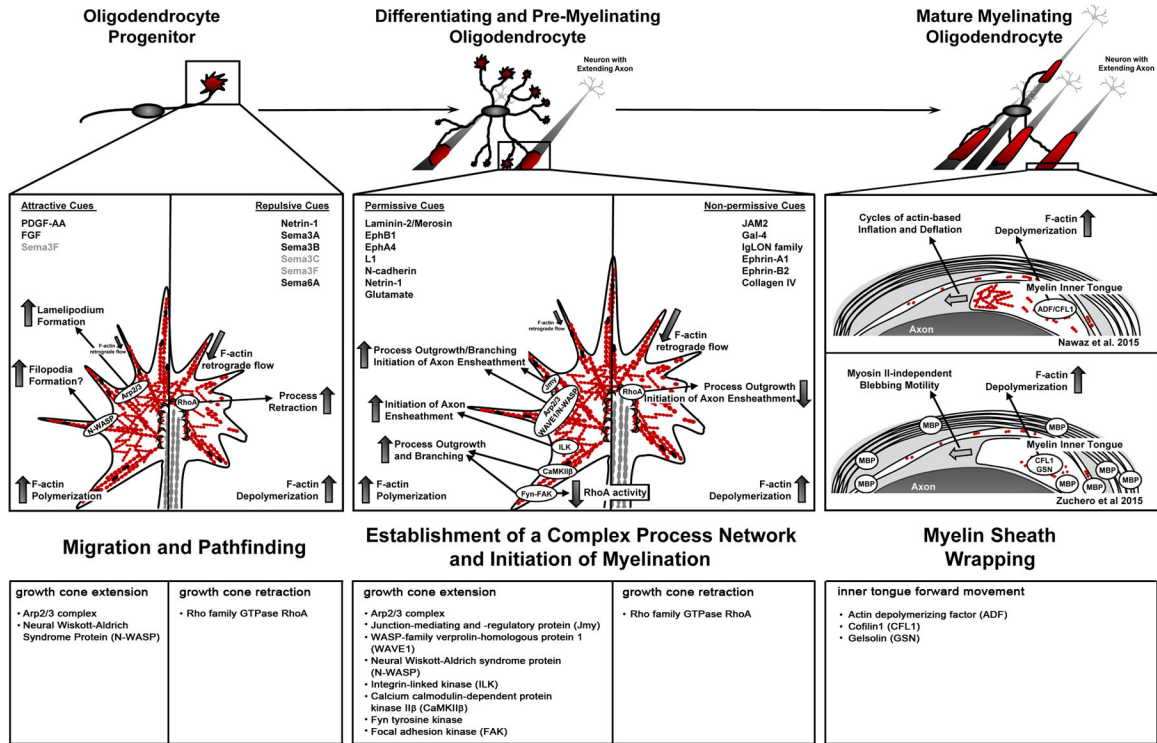 Oligodendrocyte
Progenitor
Differentiating and Pre-Myelinating
Oligodendrocyte
Mature Myelinating
Oligodendrocyte
Neuron with
Extending Axon
Neuron with
Extending Axon
Attractive Cues
PDGF-AA
FGF
Sema3F
Repulsive Cues
Netrin-1
Sema3A
Sema3B
Sema3C
Sema3F
Sema6A
Lamelipodium
Formation
F-actin
retrograde flow
F-actin
retrograde flow
Filopodia
Formation?
Arp2/3
N-WASP
RhoA
Process
Retraction
F-actin
Polymerization
F-actin
Depolymerization
Permissive Cues
Laminin-2/Merosin
EphB1
EphA4
L1
N-cadherin
Netrin-1
Glutamate
Non-permissive Cues
JAM2
Gal-4
IgLON family
Ephrin-A1
Ephrin-B2
Collagen IV
F-actin
retrograde flow
F-actin
retrograde flow
Process Outgrowth/Branching
Initiation of Axon Ensheathment
Jmy
Arp2/3
WAVE1/N-WASP
RhoA
Process Outgrowth
Initiation of Axon Ensheathment
Initiation of Axon
Ensheathment
ILK
Process Outgrowth
and Branching
CaMKIIβ
F-actin
Polymerization
Fyn-FAK
RhoA activity
F-actin
Depolymerization
Cycles of actin-based
Inflation and Deflation
F-actin
Depolymerization
Myelin Inner Tongue
ADF/CFL1
Axon
Nawaz et al. 2015
Myosin II-independent
Blebbing Motility
F-actin
Depolymerization
MBP
MBP
Myelin Inner Tongue
MBP
CFL1
GSN
MBP
MBP
MBP
MBP
MBP
Axon
Zuchero et al 2015
Migration and Pathfinding
Establishment of a Complex Process Network
and Initiation of Myelination
Myelin Sheath
Wrapping
growth cone extension
• Arp2/3 complex
• Neural Wiskott-Aldrich
Syndrome Protein (N-WASP)
growth cone retraction
• Rho family GTPase RhoA
growth cone extension
• Arp2/3 complex
• Junction-mediating and -regulatory protein (Jmy)
• WASP-family verprolin-homologous protein 1
(WAVE1)
• Neural Wiskott-Aldrich syndrome protein
(N-WASP)
• Integrin-linked kinase (ILK)
• Calcium calmodulin-dependent protein
kinase IIβ (CaMKIIβ)
• Fyn tyrosine kinase
• Focal adhesion kinase (FAK)
growth cone retraction
• Rho family GTPase RhoA
inner tongue forward movement
• Actin depolymerizing factor (ADF)
• Cofilin1 (CFL1)
• Gelsolin (GSN)